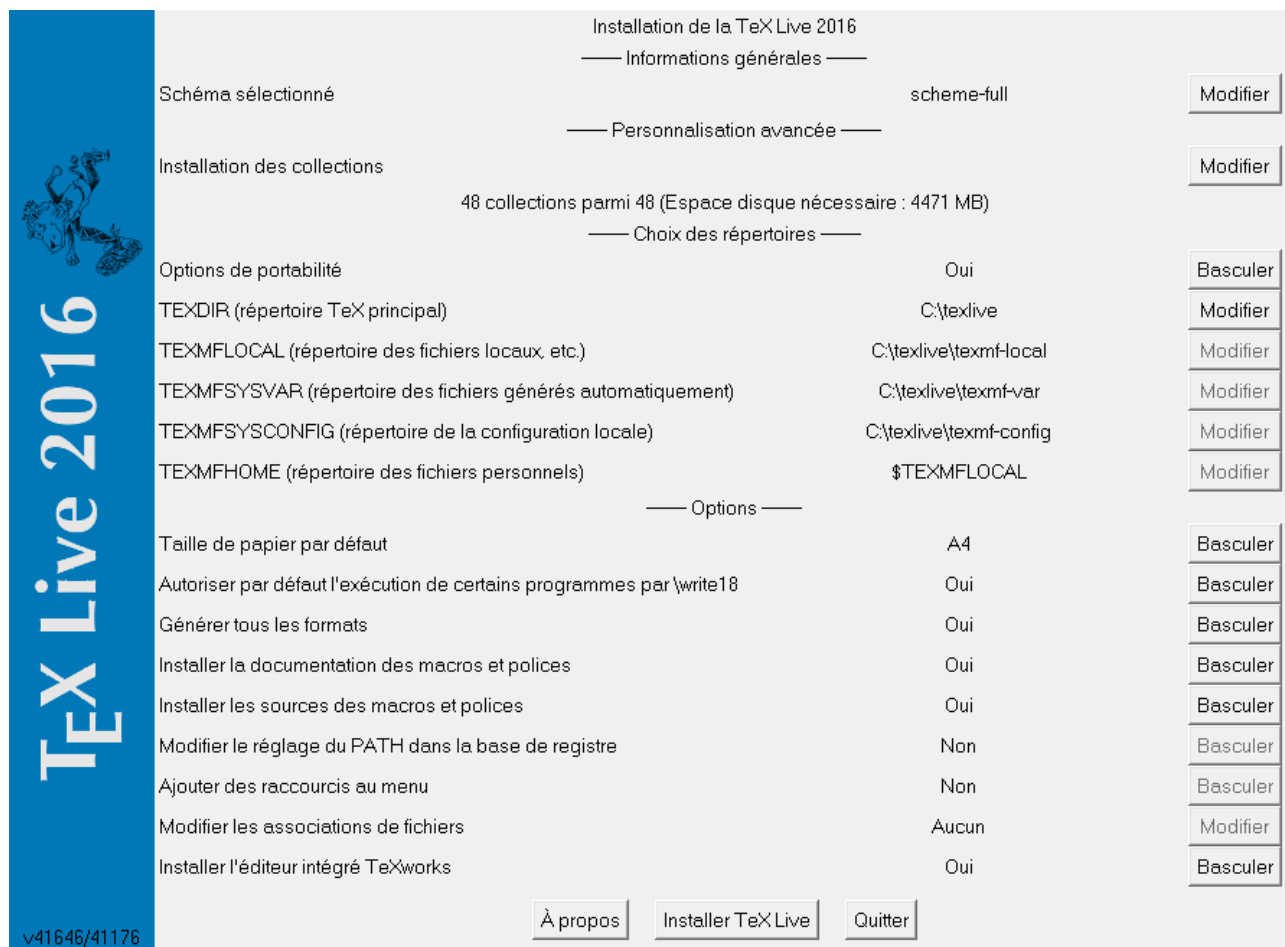 Installation de la TeX Live 2016
Informations générales
Schéma sélectionné scheme-full Modifier
Personnalisation avancée
Installation des collections Modifier
48 collections parmi 48 (Espace disque nécessaire : 4471 MB)
Choix des répertoires
Options de portabilité Oui Basculer
TEXDIR (répertoire TeX principal) C:\texlive Modifier
TEXMFLOCAL (répertoire des fichiers locaux, etc.) C:\texlive\texmf-local Modifier
TEXMFSYSVAR (répertoire des fichiers générés automatiquement) C:\texlive\texmf-var Modifier
TEXMFSYSCONFIG (répertoire de la configuration locale) C:\texlive\texmf-config Modifier
TEXMFHOME (répertoire des fichiers personnels) $TEXMFLOCAL Modifier
Options
Taille de papier par défaut A4 Basculer
Autoriser par défaut l'exécution de certains programmes par \write18 Oui Basculer
Générer tous les formats Oui Basculer
Installer la documentation des macros et polices Oui Basculer
Installer les sources des macros et polices Oui Basculer
Modifier le réglage du PATH dans la base de registre Non Basculer
Ajouter des raccourcis au menu Non Basculer
Modifier les associations de fichiers Aucun Modifier
Installer l'éditeur intégré TeXworks Oui Basculer
À propos Installer TeX Live Quitter
TEX Live 2016
v41646/41176